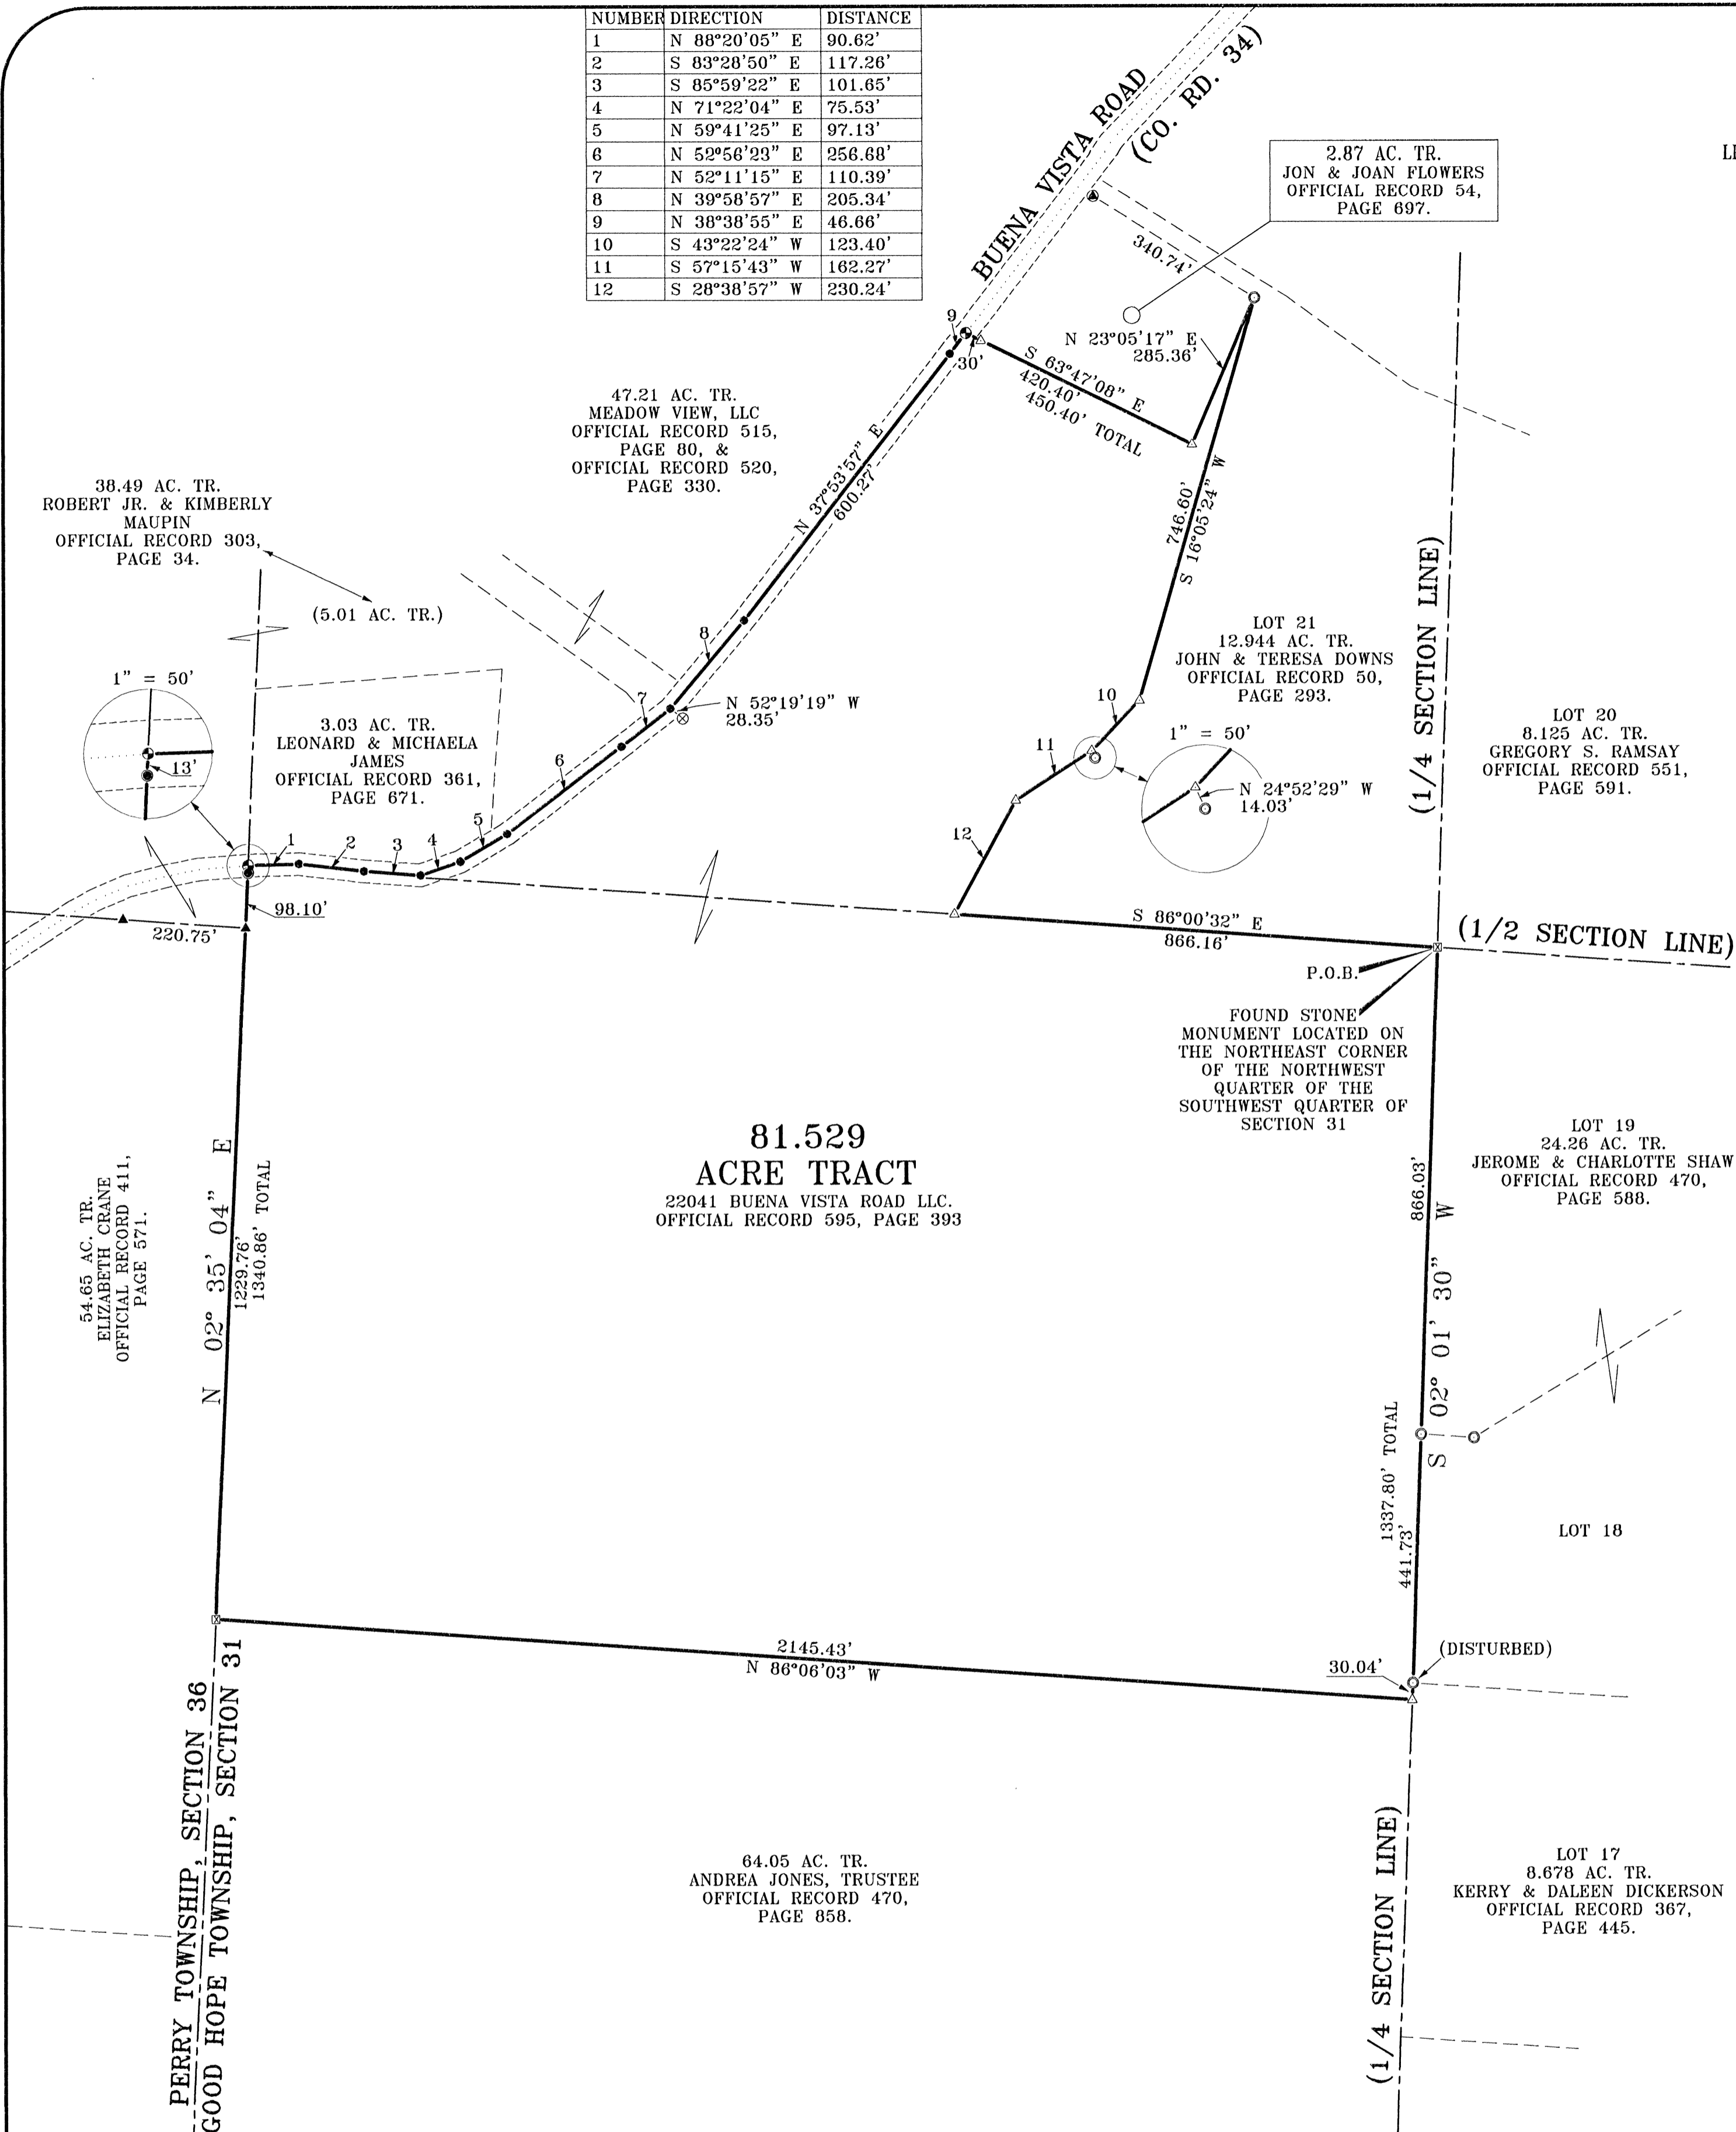 NUMBER DIRECTION DISTANCE
1 N 88°20'05" E 90.62'
2 S 83°28'50" E 117.26'
3 S 85°59'22" E 101.65'
4 N 71°22'04" E 75.53'
5 N 59°41'25" E 97.13'
6 N 52°56'23" E 256.68'
7 N 52°11'15" E 110.39'
8 N 39°58'57" E 205.34'
9 N 38°38'55" E 46.66'
10 S 43°22'24" W 123.40'
11 S 57°15'43" W 162.27'
12 S 28°38'57" W 230.24'
BUENA VISTA ROAD
(CO. RD. 34)
2.87 AC. TR.
JON & JOAN FLOWERS
OFFICIAL RECORD 54,
PAGE 697.
340.74'
N 23°05'17" E
285.36'
9
30'
S 63°47'08" E
420.40'
450.40' TOTAL
47.21 AC. TR.
MEADOW VIEW, LLC
OFFICIAL RECORD 515,
PAGE 80, &
OFFICIAL RECORD 520,
PAGE 330.
N 37°53'57" E
600.27'
746.60'
S 16°05'24" W
38.49 AC. TR.
ROBERT JR. & KIMBERLY
MAUPIN
OFFICIAL RECORD 303,
PAGE 34.
(5.01 AC. TR.)
(1/4 SECTION LINE)
LOT 21
12.944 AC. TR.
JOHN & TERESA DOWNS
OFFICIAL RECORD 50,
PAGE 293.
8
7
N 52°19'19" W
28.35'
1" = 50'
13'
3.03 AC. TR.
LEONARD & MICHAELA
JAMES
OFFICIAL RECORD 361,
PAGE 671.
10
11
1" = 50'
N 24°52'29" W
14.03'
LOT 20
8.125 AC. TR.
GREGORY S. RAMSAY
OFFICIAL RECORD 551,
PAGE 591.
6
5
12
1
2
3
4
98.10'
220.75'
S 86°00'32" E
866.16'
(1/2 SECTION LINE)
P.O.B.
FOUND STONE
MONUMENT LOCATED ON
THE NORTHEAST CORNER
OF THE NORTHWEST
QUARTER OF THE
SOUTHWEST QUARTER OF
SECTION 31
81.529
ACRE TRACT
22041 BUENA VISTA ROAD LLC.
OFFICIAL RECORD 595, PAGE 393
54.65 AC. TR.
ELIZABETH CRANE
OFFICIAL RECORD 411,
PAGE 571.
N 02° 35' 04" E
1229.76'
1340.86' TOTAL
866.03'
S 02° 01' 30" W
LOT 19
24.26 AC. TR.
JEROME & CHARLOTTE SHAW
OFFICIAL RECORD 470,
PAGE 588.
1337.80' TOTAL
441.73'
LOT 18
2145.43'
N 86°06'03" W
30.04'
(DISTURBED)
PERRY TOWNSHIP, SECTION 36
GOOD HOPE TOWNSHIP, SECTION 31
64.05 AC. TR.
ANDREA JONES, TRUSTEE
OFFICIAL RECORD 470,
PAGE 858.
(1/4 SECTION LINE)
LOT 17
8.678 AC. TR.
KERRY & DALEEN DICKERSON
OFFICIAL RECORD 367,
PAGE 445.